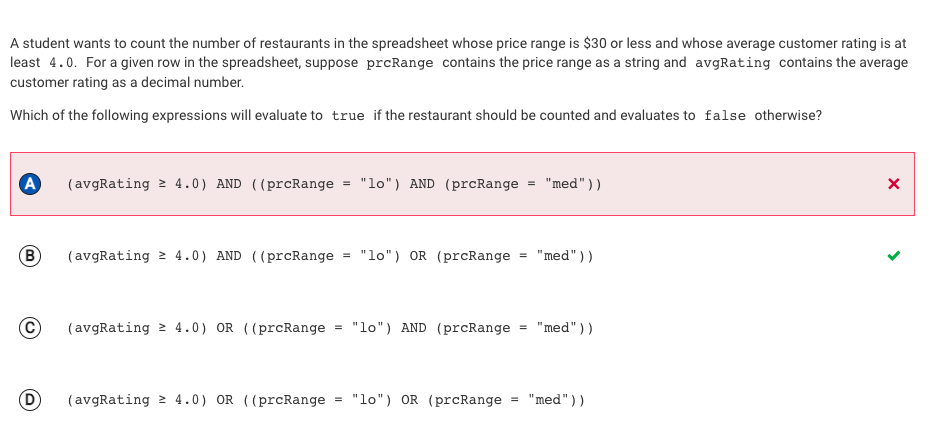 A student wants to count the number of restaurants in the spreadsheet whose price range is $30 or less and whose average customer rating is at
least 4.0. For a given row in the spreadsheet, suppose prcRange contains the price range as a string and avgRating contains the average
customer rating as a decimal number.
Which of the following expressions will evaluate to true if the restaurant should be counted and evaluates to false otherwise?
A (avgRating ≥ 4.0) AND ((prcRange = "lo") AND (prcRange = "med"))
B (avgRating ≥ 4.0) AND ((prcRange = "lo") OR (prcRange = "med"))
C (avgRating ≥ 4.0) OR ((prcRange = "lo") AND (prcRange = "med"))
D (avgRating ≥ 4.0) OR ((prcRange = "lo") OR (prcRange = "med"))